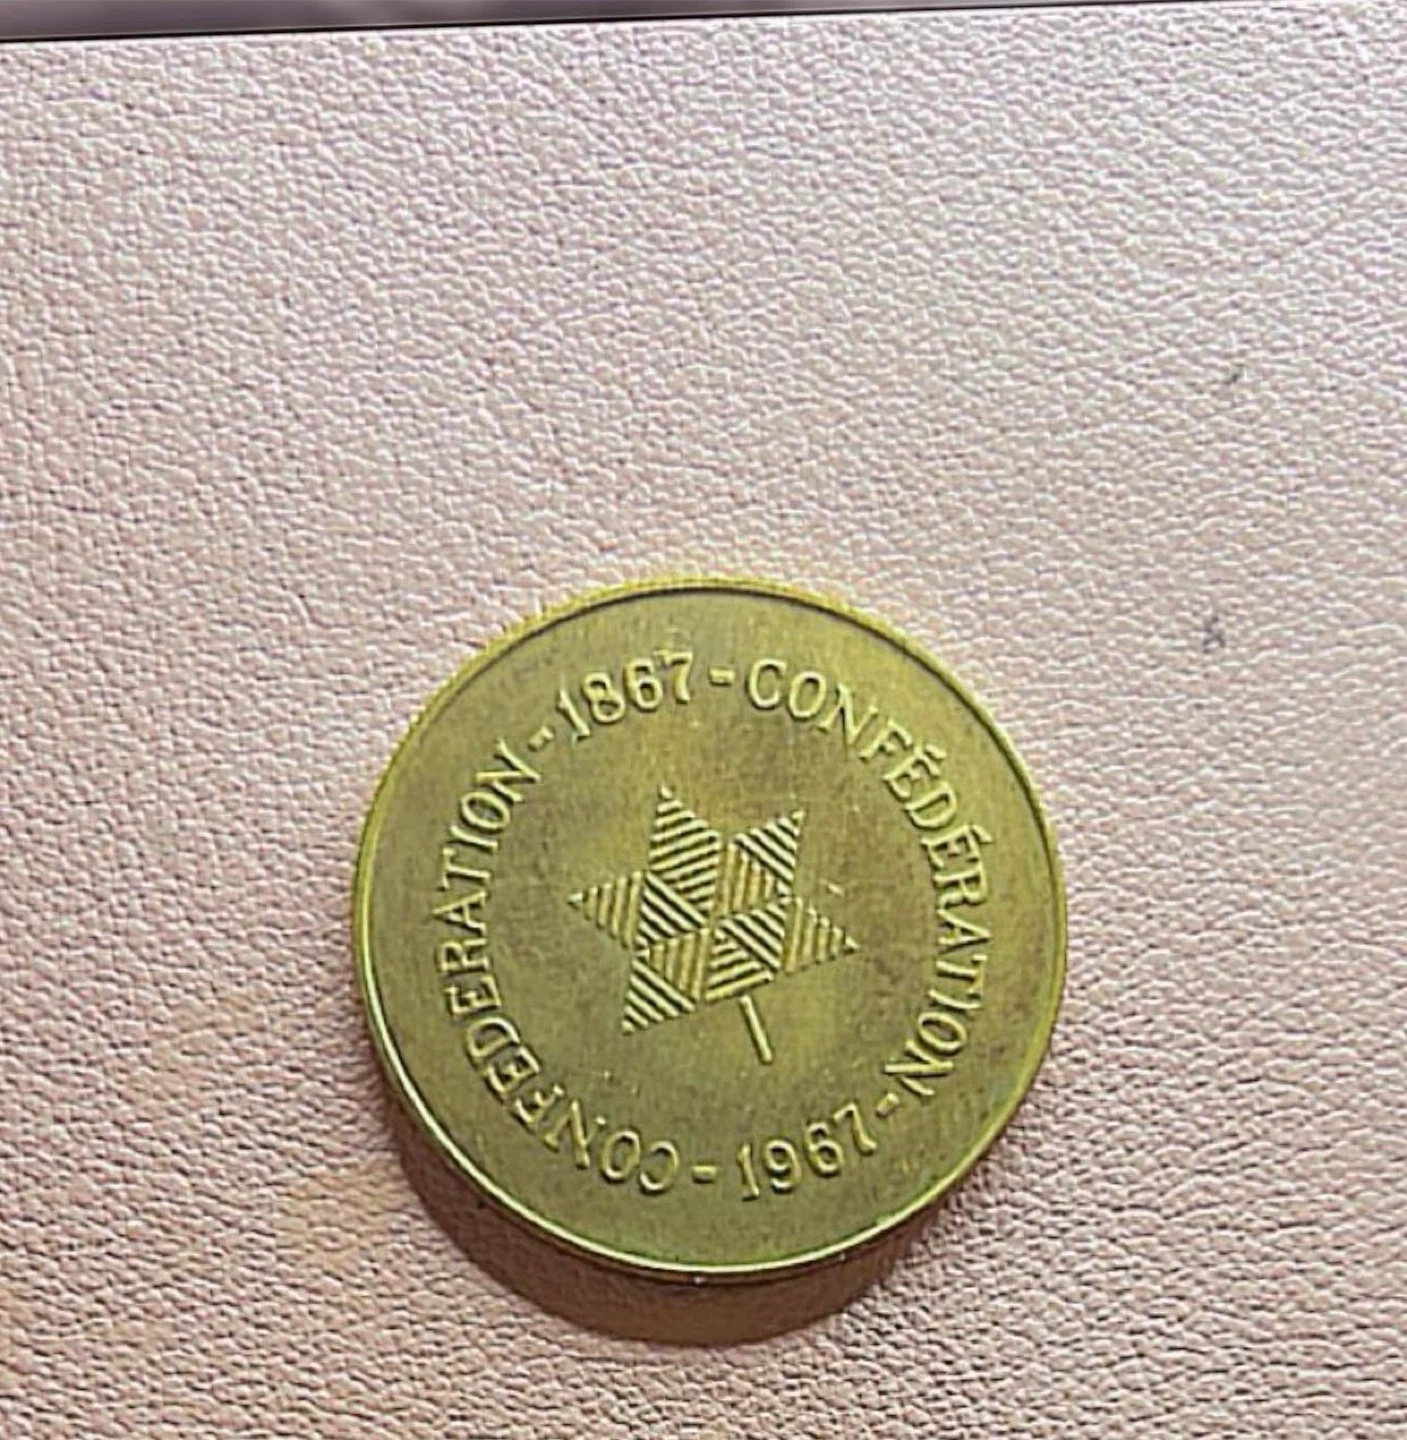 CONFEDERATION - 1867 - CONFÉDÉRATION - 1967 -